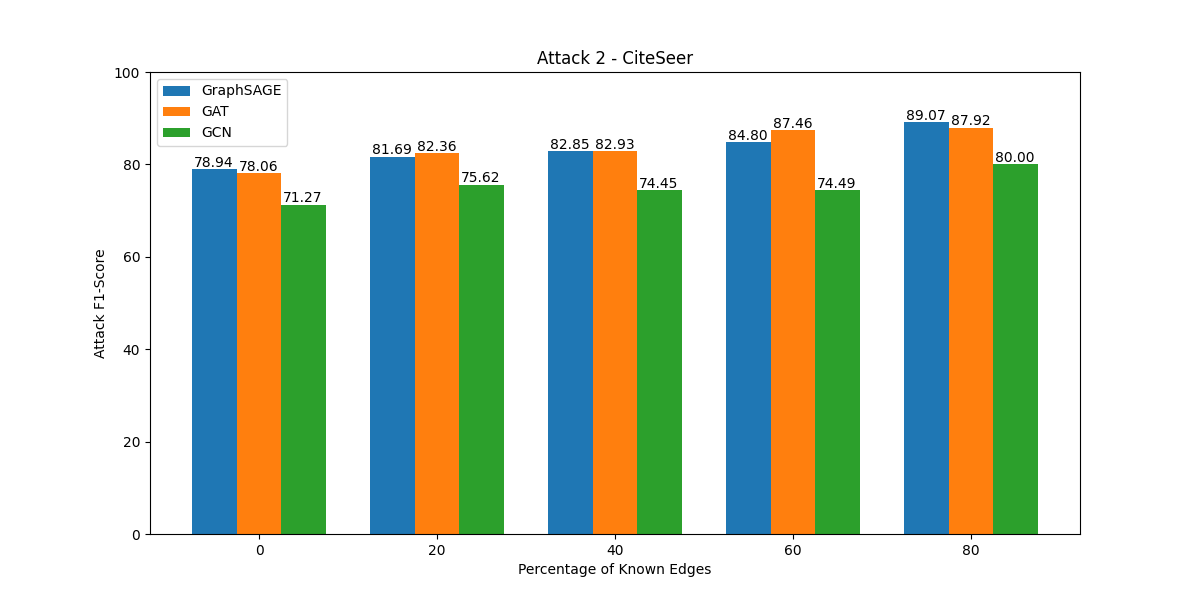 Attack 2 - CiteSeer
GraphSAGE
GAT
GCN
100
80
60
40
20
0
Attack F1-Score
78.94 78.06 71.27
81.69 82.36 75.62
82.85 82.93 74.45
84.80 87.46 74.49
89.07 87.92 80.00
0 20 40 60 80
Percentage of Known Edges